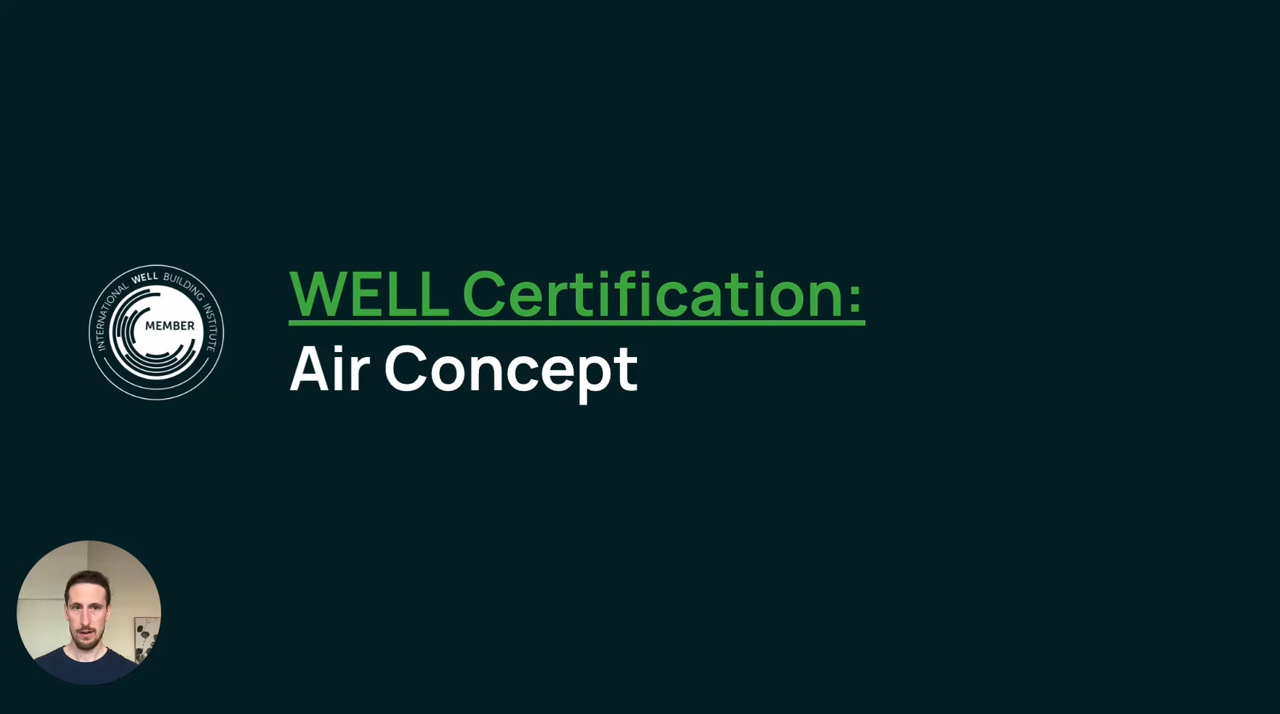 INTERNATIONAL WELL BUILDING INSTITUTE
MEMBER
WELL Certification:
Air Concept